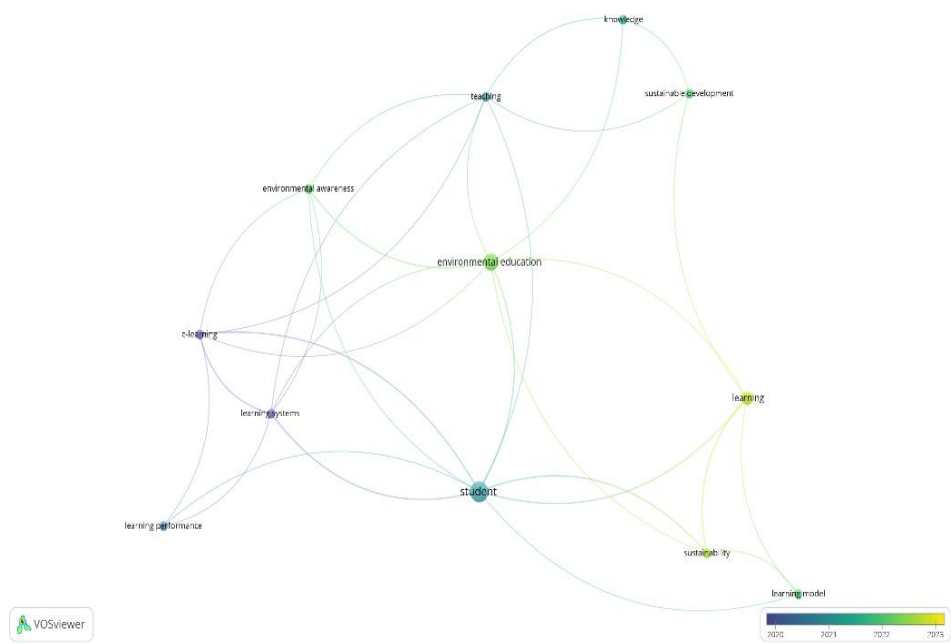 knowledge
sustainable development
teaching
environmental awareness
environmental education
e-learning
learning
learning systems
student
learning performance
sustainability
learning model
VOSviewer
2020 2021 2022 2023